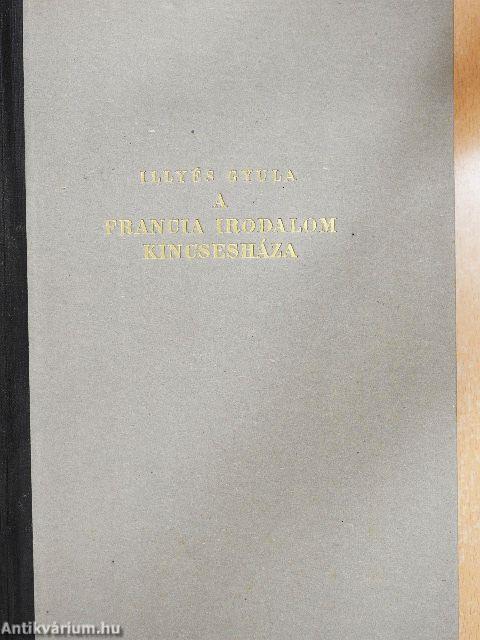 ILLYÉS GYULA
A
FRANCIA IRODALOM
KINCSESHÁZA
Antikvárium.hu